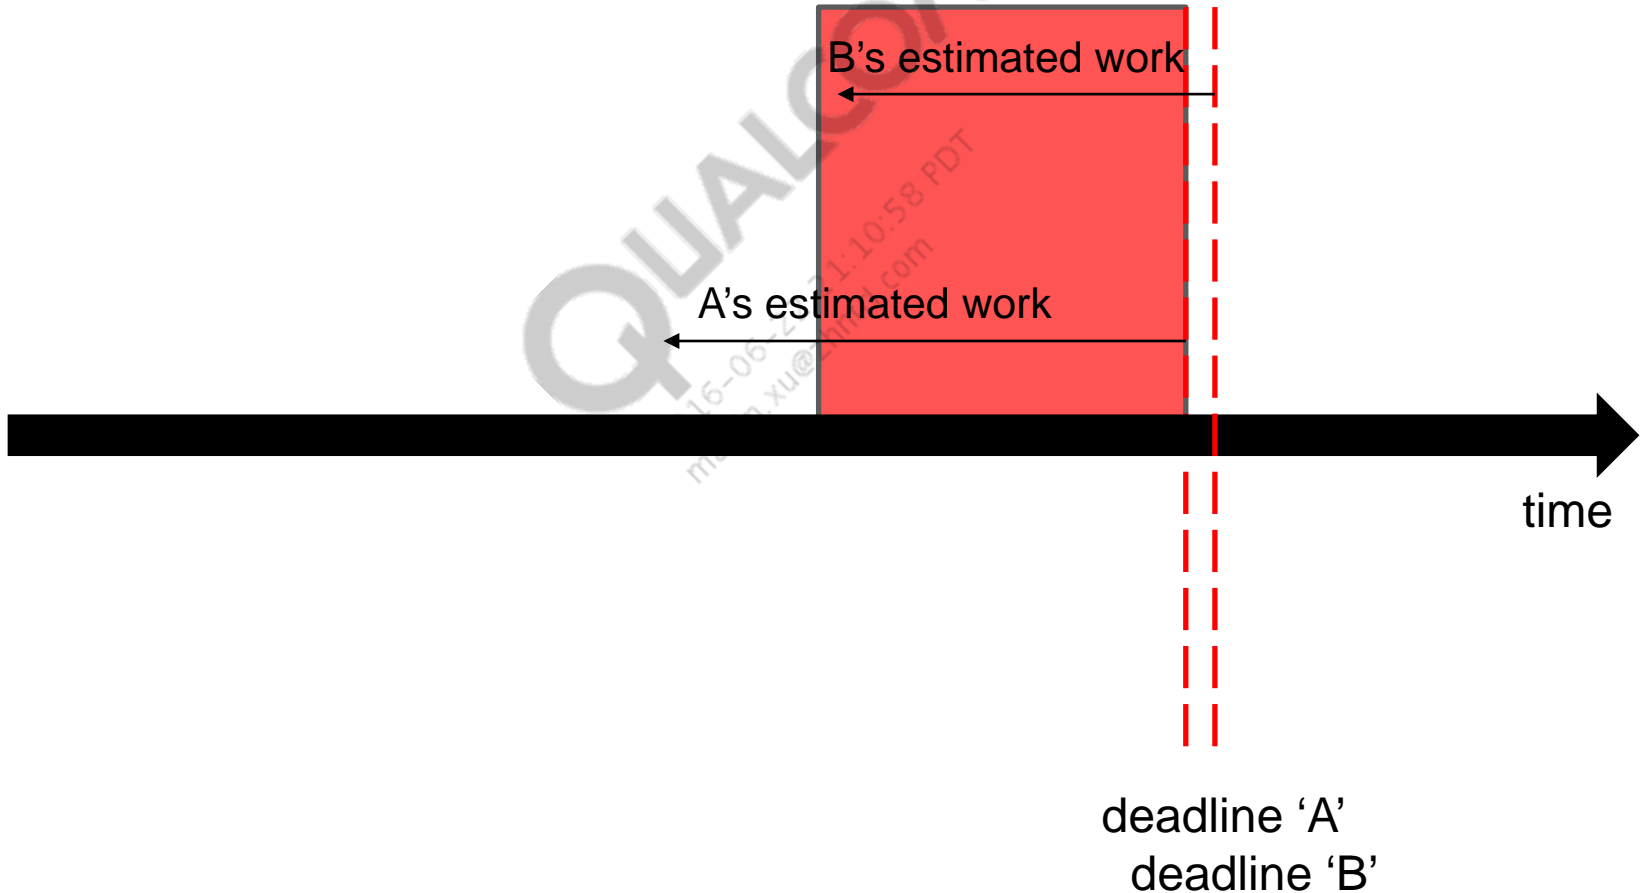 B’s estimated work
A’s estimated work
time
deadline ‘A’
deadline ‘B’